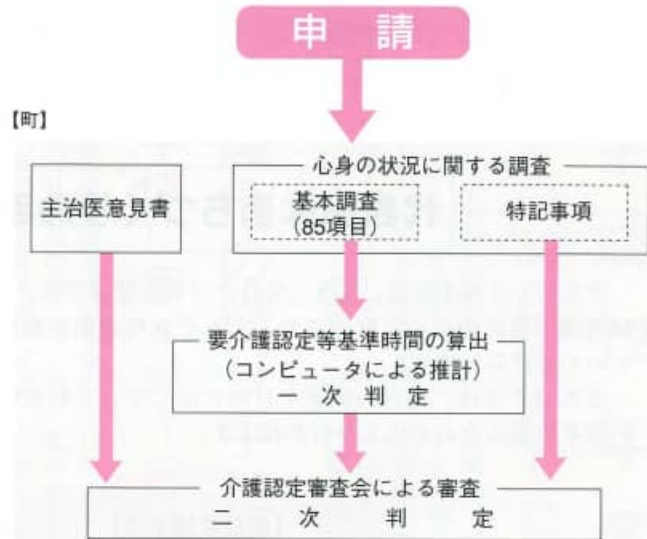 申 請
【町】
心身の状況に関する調査
主治医意見書
基本調査
(85項目)
特記事項
要介護認定等基準時間の算出
(コンピュータによる推計)
一 次 判 定
介護認定審査会による審査
二 次 判 定